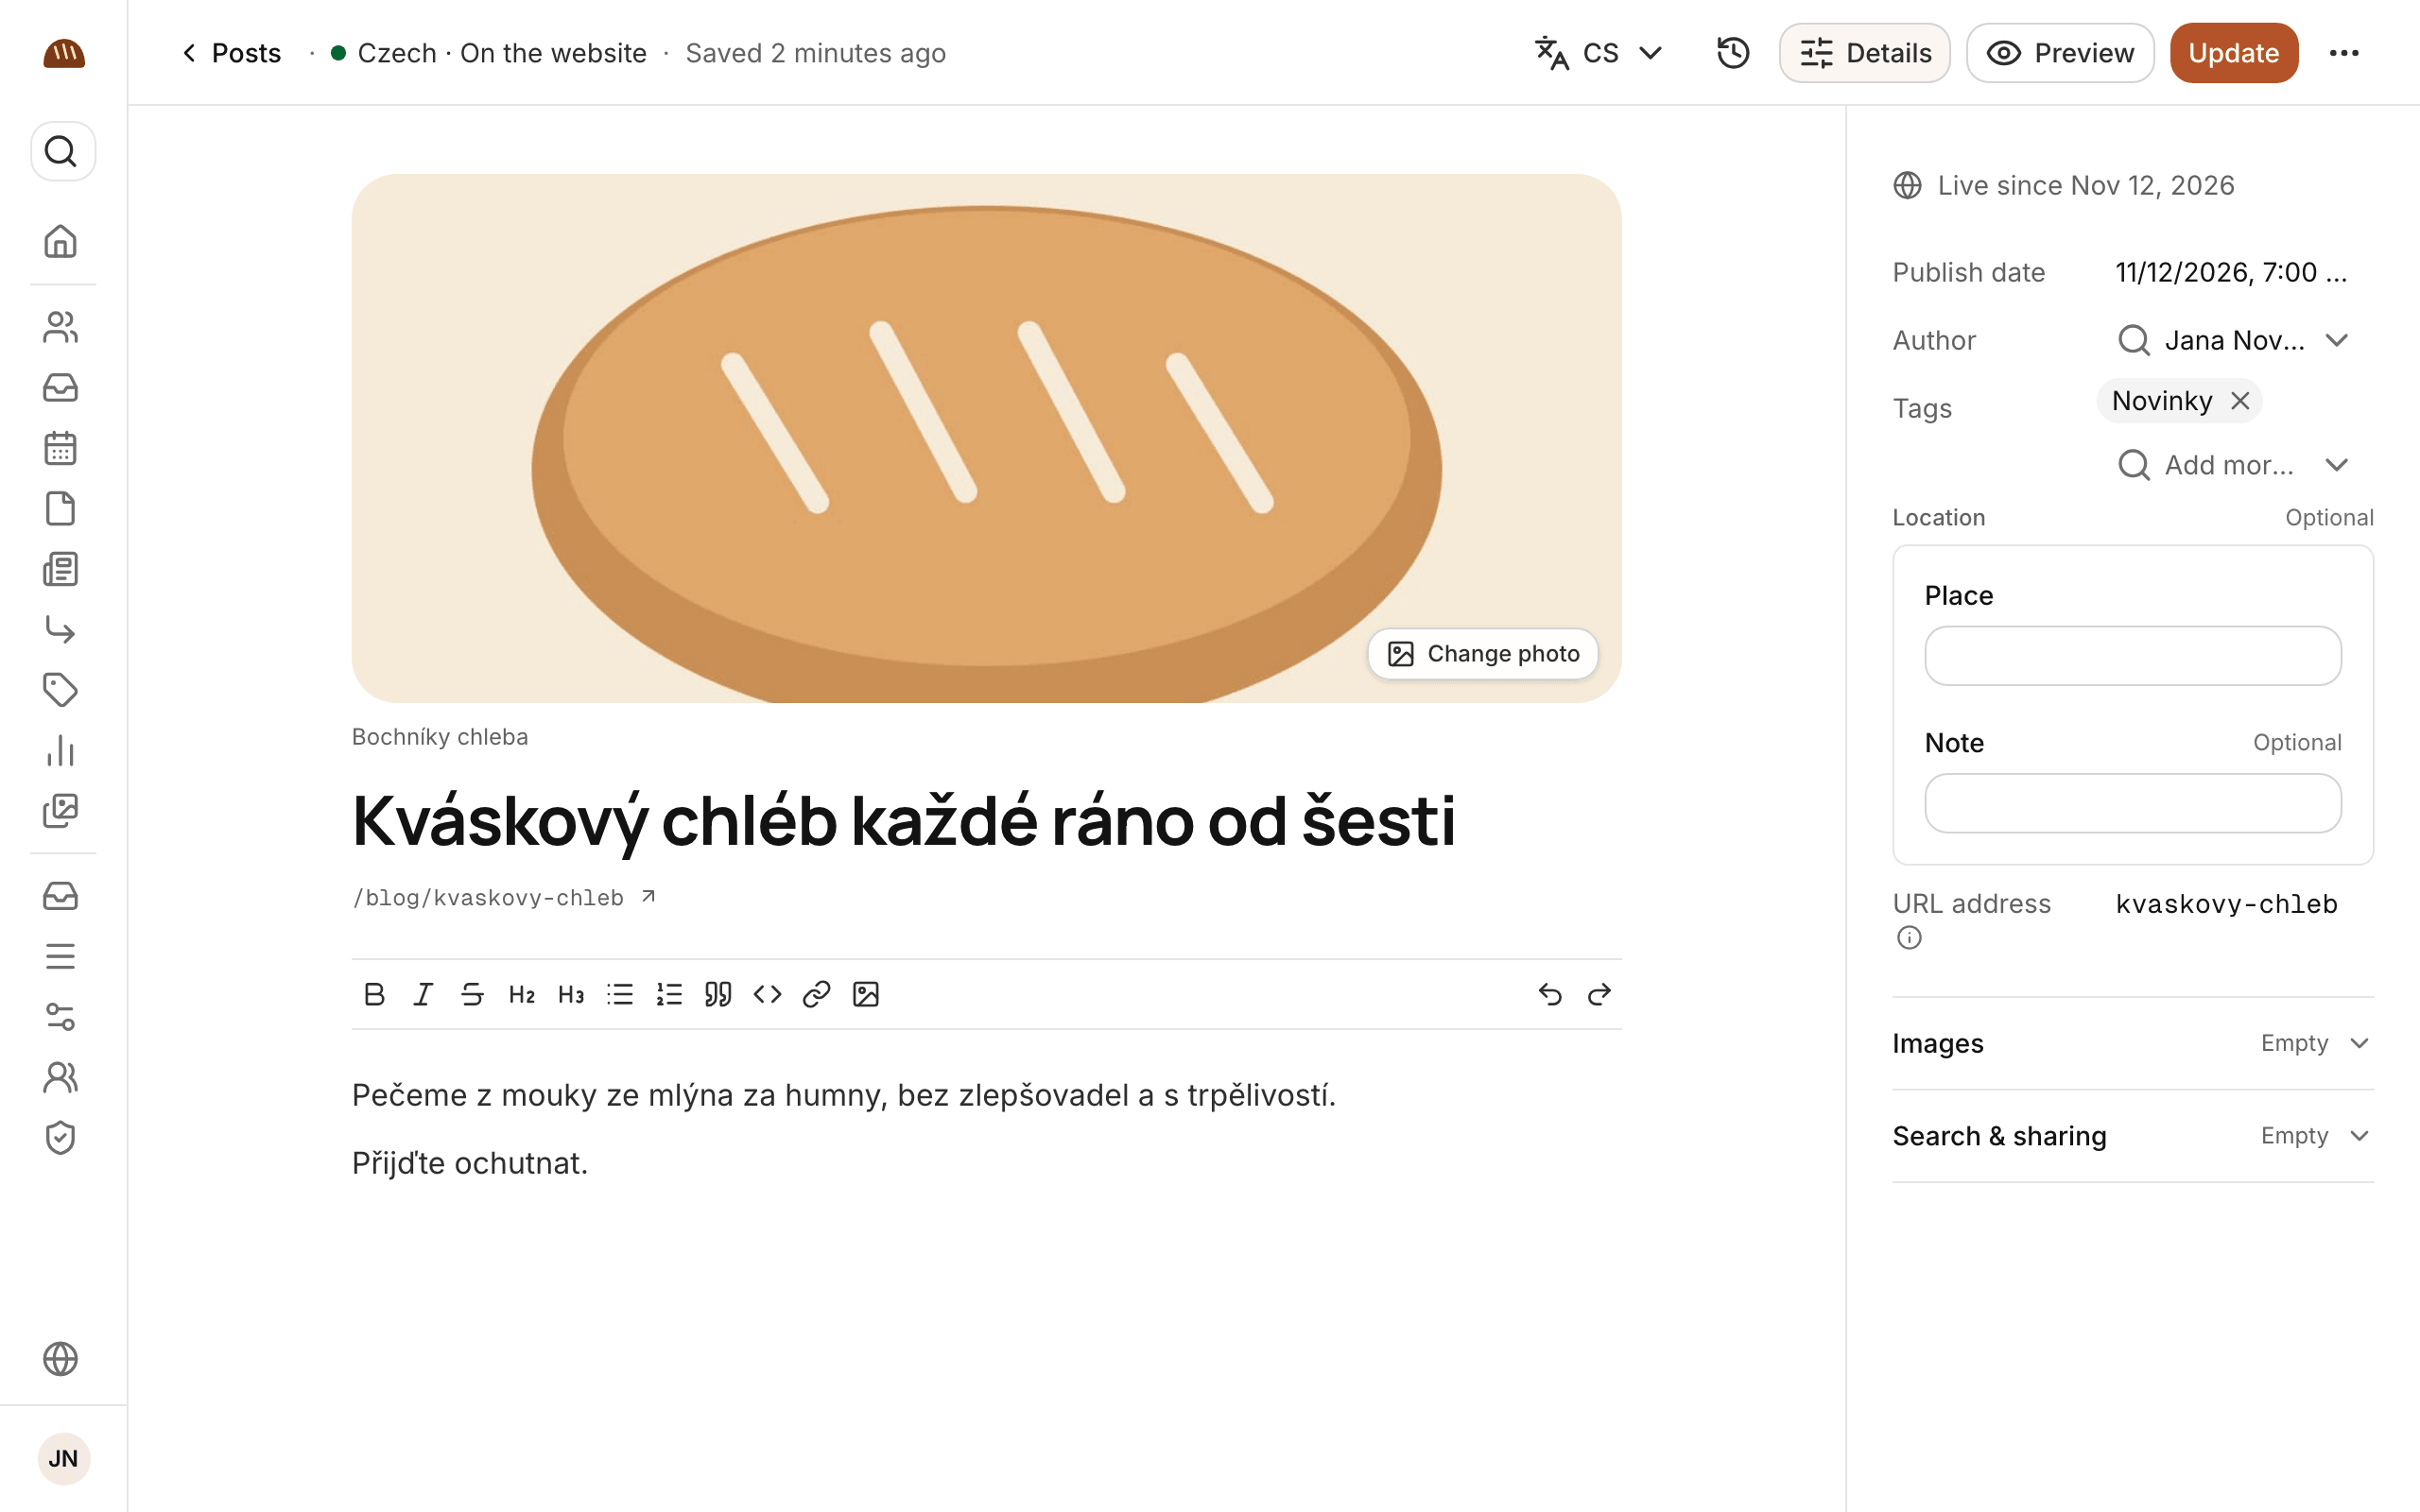 Posts · Czech · On the website · Saved 2 minutes ago
CS Details Preview Update
Live since Nov 12, 2026
Publish date 11/12/2026, 7:00 ...
Author Jana Nov...
Tags Novinky
Add mor...
Location Optional
Place
Note Optional
URL address kvaskovy-chleb
Images Empty
Search & sharing Empty
Change photo
Bochníky chleba
Kváskový chléb každé ráno od šesti
/blog/kvaskovy-chleb
B I S H2 H3
Pečeme z mouky ze mlýna za humny, bez zlepšovadel a s trpělivostí.
Přijďte ochutnat.
JN